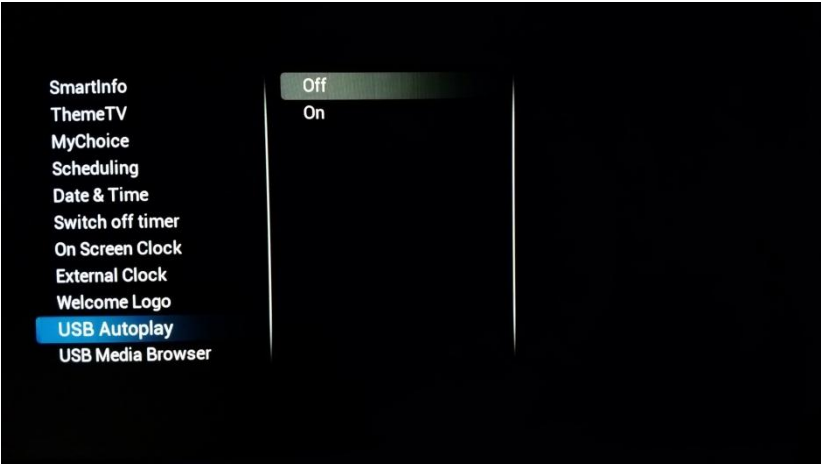 SmartInfo
ThemeTV
MyChoice
Scheduling
Date & Time
Switch off timer
On Screen Clock
External Clock
Welcome Logo
USB Autoplay
USB Media Browser
Off
On